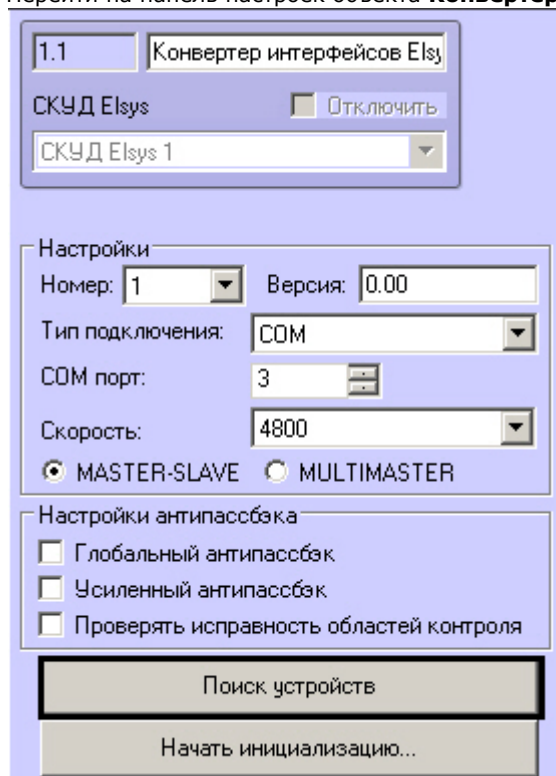 Перейти на панель настроек объекта Конвертер
1.1 Конвертер интерфейсов Elsy
СКУД Elsys Отключить
СКУД Elsys 1
Настройки
Номер: 1 Версия: 0.00
Тип подключения: COM
COM порт: 3
Скорость: 4800
MASTER-SLAVE MULTIMASTER
Настройки антипассбэка
Глобальный антипассбэк
Усиленный антипассбэк
Проверять исправность областей контроля
Поиск устройств
Начать инициализацию...